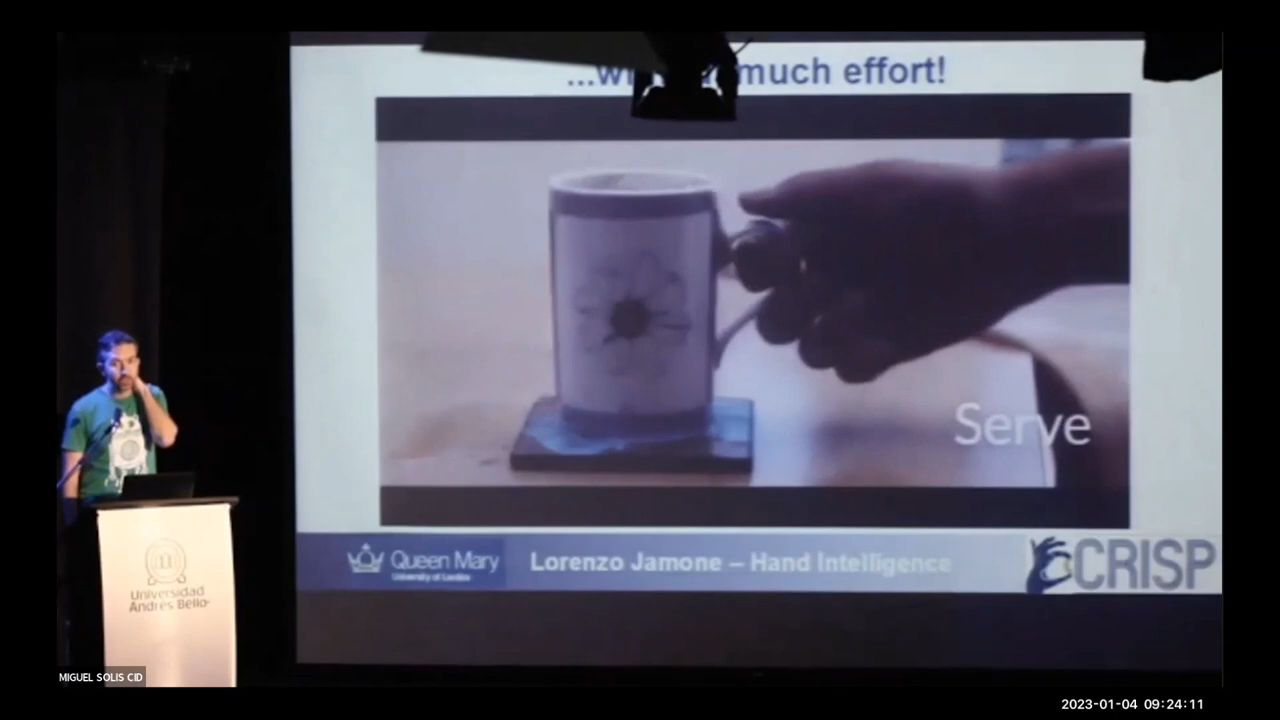 much effort!
Serve
Queen Mary
University of London
Lorenzo Jamone – Hand Intelligence
CRISP
Universidad
Andrés Bello
MIGUEL SOLIS CID
2023-01-04 09:24:11